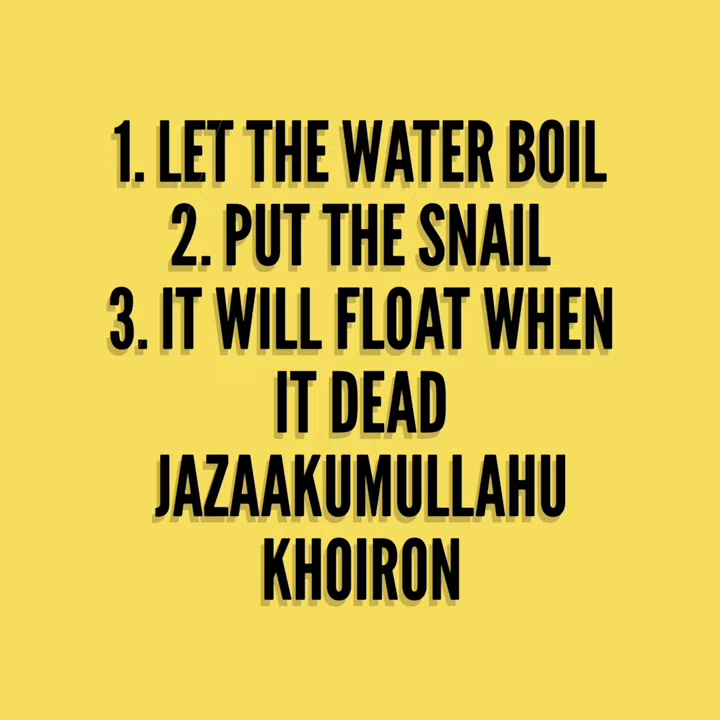 1. LET THE WATER BOIL
2. PUT THE SNAIL
3. IT WILL FLOAT WHEN
IT DEAD
JAZAAKUMULLAHU
KHOIRON